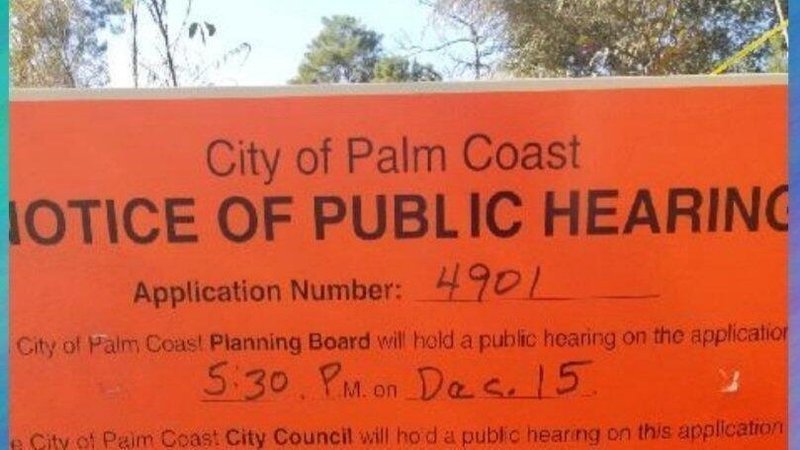 City of Palm Coast
NOTICE OF PUBLIC HEARING
Application Number: 4901
City of Palm Coast Planning Board will hold a public hearing on the application
5:30 P.M. on Dec. 15
e City of Palm Coast City Council will hold a public hearing on this application